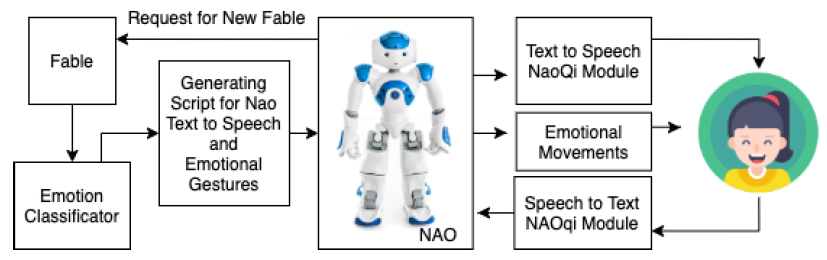 Request for New Fable
Fable
Generating
Script for Nao
Text to Speech
and
Emotional
Gestures
Emotion
Classificator
NAO
Text to Speech
NaoQi Module
Emotional
Movements
Speech to Text
NAOqi Module